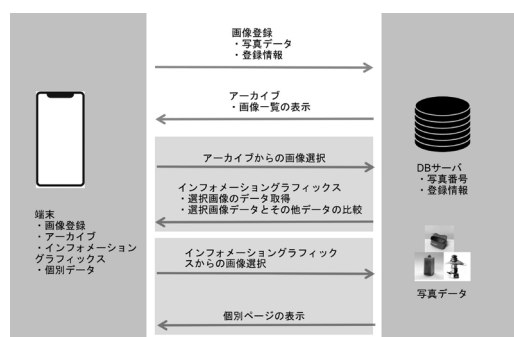 画像登録
・写真データ
・登録情報
アーカイブ
・画像一覧の表示
アーカイブからの画像選択
インフォメーショングラフィックス
・選択画像のデータ取得
・選択画像データとその他データの比較
インフォメーショングラフィック
スからの画像選択
個別ページの表示
端末
・画像登録
・アーカイブ
・インフォメーション
グラフィックス
・個別データ
DBサーバ
・写真番号
・登録情報
写真データ